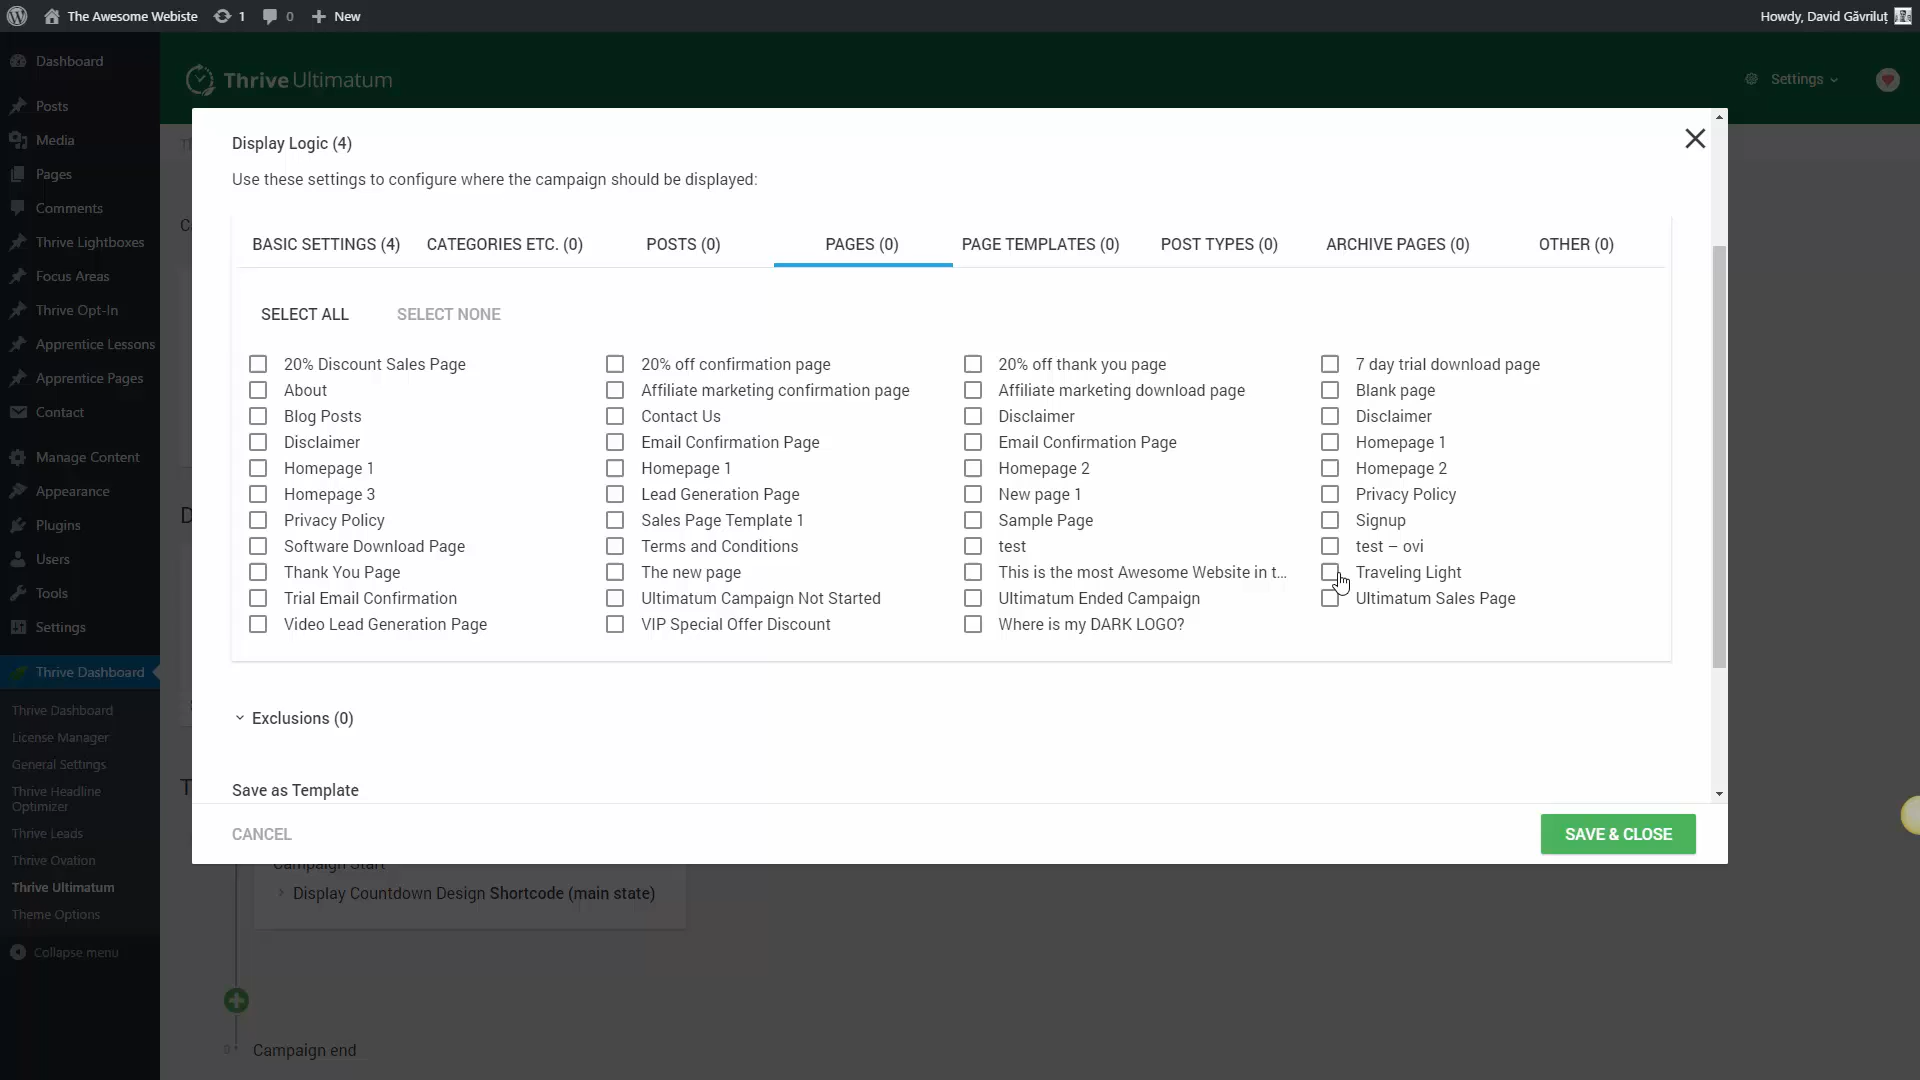 The Awesome Webiste
1
0
New
Howdy, David Găvriluț
Dashboard
Posts
Media
Pages
Comments
Thrive Lightboxes
Focus Areas
Thrive Opt-In
Apprentice Lessons
Apprentice Pages
Contact
Manage Content
Appearance
Plugins
Users
Tools
Settings
Thrive Dashboard
Thrive Dashboard
License Manager
General Settings
Thrive Headline
Optimizer
Thrive Leads
Thrive Ovation
Thrive Ultimatum
Theme Options
Collapse menu
Thrive Ultimatum
Settings
Display Logic (4)
Use these settings to configure where the campaign should be displayed:
BASIC SETTINGS (4) CATEGORIES ETC. (0) POSTS (0) PAGES (0) PAGE TEMPLATES (0) POST TYPES (0) ARCHIVE PAGES (0) OTHER (0)
SELECT ALL SELECT NONE
20% Discount Sales Page 20% off confirmation page 20% off thank you page 7 day trial download page
About Affiliate marketing confirmation page Affiliate marketing download page Blank page
Blog Posts Contact Us Disclaimer Disclaimer
Disclaimer Email Confirmation Page Email Confirmation Page Homepage 1
Homepage 1 Homepage 1 Homepage 2 Homepage 2
Homepage 3 Lead Generation Page New page 1 Privacy Policy
Privacy Policy Sales Page Template 1 Sample Page Signup
Software Download Page Terms and Conditions test test – ovi
Thank You Page The new page This is the most Awesome Website in t... Traveling Light
Trial Email Confirmation Ultimatum Campaign Not Started Ultimatum Ended Campaign Ultimatum Sales Page
Video Lead Generation Page VIP Special Offer Discount Where is my DARK LOGO?
Exclusions (0)
Save as Template
CANCEL SAVE & CLOSE
Campaign Start
Display Countdown Design Shortcode (main state)
Campaign end